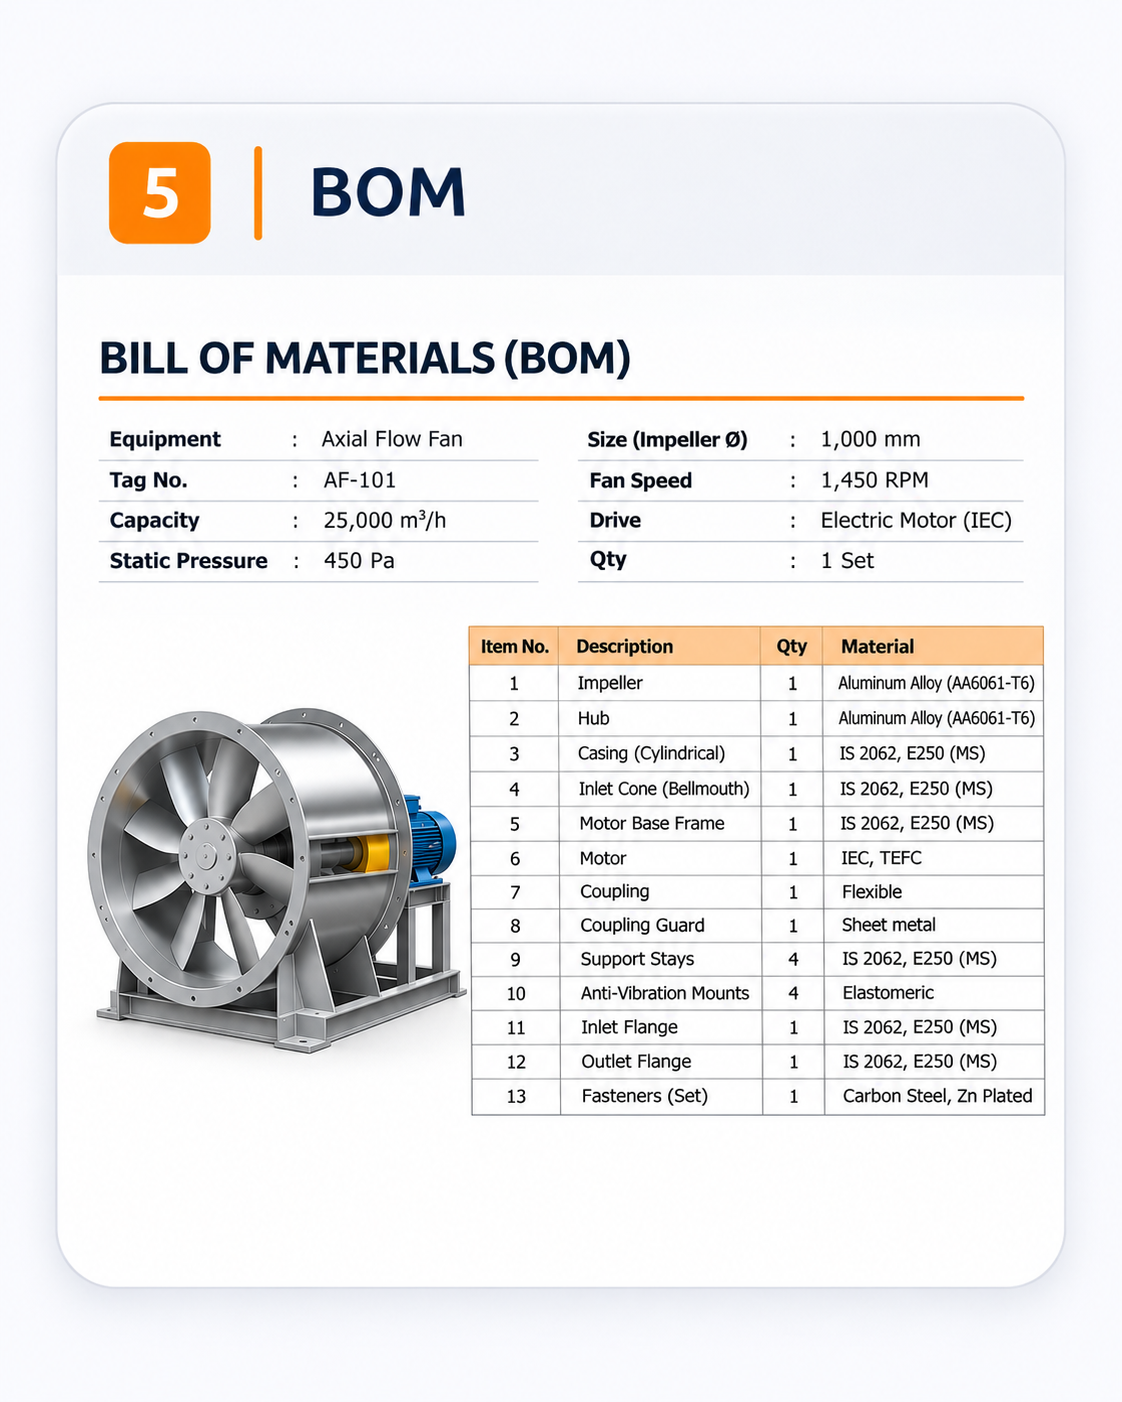 5 | BOM
BILL OF MATERIALS (BOM)
Equipment : Axial Flow Fan
Tag No. : AF-101
Capacity : 25,000 m³/h
Static Pressure : 450 Pa
Size (Impeller Ø) : 1,000 mm
Fan Speed : 1,450 RPM
Drive : Electric Motor (IEC)
Qty : 1 Set
Item No. Description Qty Material
1 Impeller 1 Aluminum Alloy (AA6061-T6)
2 Hub 1 Aluminum Alloy (AA6061-T6)
3 Casing (Cylindrical) 1 IS 2062, E250 (MS)
4 Inlet Cone (Bellmouth) 1 IS 2062, E250 (MS)
5 Motor Base Frame 1 IS 2062, E250 (MS)
6 Motor 1 IEC, TEFC
7 Coupling 1 Flexible
8 Coupling Guard 1 Sheet metal
9 Support Stays 4 IS 2062, E250 (MS)
10 Anti-Vibration Mounts 4 Elastomeric
11 Inlet Flange 1 IS 2062, E250 (MS)
12 Outlet Flange 1 IS 2062, E250 (MS)
13 Fasteners (Set) 1 Carbon Steel, Zn Plated